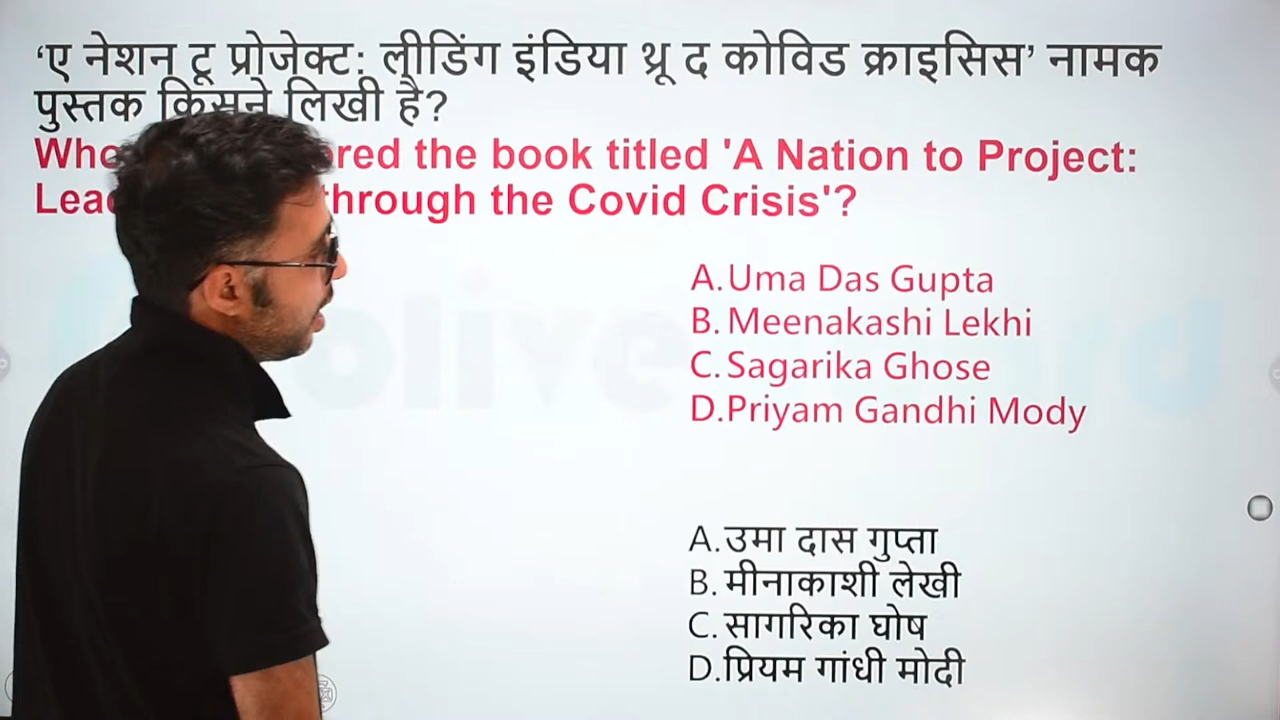 ‘ए नेशन टू प्रोजेक्ट: लीडिंग इंडिया थ्रू द कोविड क्राइसिस’ नामक
पुस्तक किसने लिखी है?
the book titled 'A Nation to Project:
through the Covid Crisis'?
A. Uma Das Gupta
B. Meenakashi Lekhi
C. Sagarika Ghose
D. Priyam Gandhi Mody
A. उमा दास गुप्ता
B. मीनाकाशी लेखी
C. सागरिका घोष
D. प्रियम गांधी मोदी